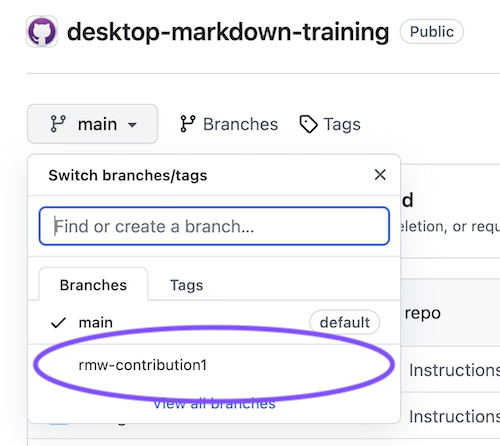 desktop-markdown-training Public
main Branches Tags
Switch branches/tags
Find or create a branch...
Branches Tags
main default
rmw-contribution1
View all branches
d
eletion, or requ
repo
Instructions
Instructions